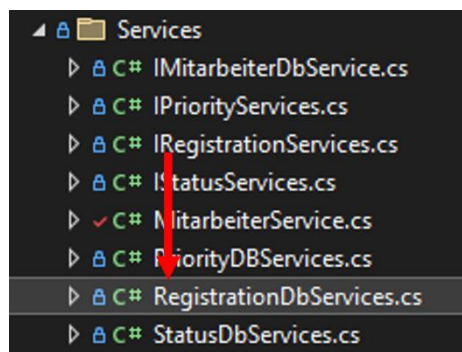 Services
C# IMitarbeiterDbService.cs
C# IPriorityServices.cs
C# IRegistrationServices.cs
C# IStatusServices.cs
C# MitarbeiterService.cs
C# PriorityDBServices.cs
C# RegistrationDbServices.cs
C# StatusDbServices.cs